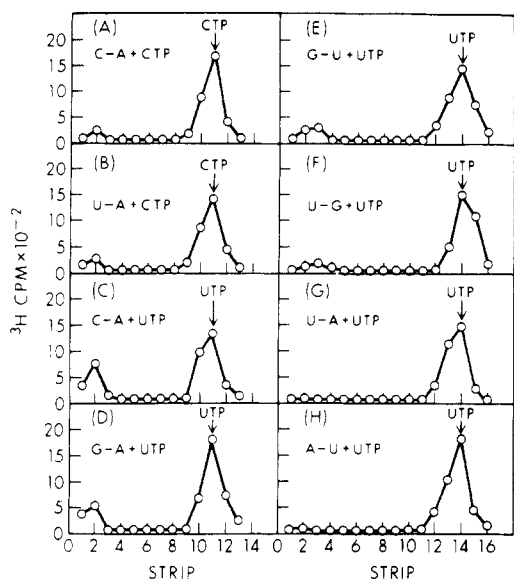 (A)
CTP
C-A+CTP
(B)
CTP
U-A+CTP
(C)
UTP
C-A+UTP
(D)
UTP
G-A+UTP
(E)
UTP
G-U+UTP
(F)
UTP
U-G+UTP
(G)
UTP
U-A+UTP
(H)
UTP
A-U+UTP
³H CPM×10⁻²
20
15
10
5
0
20
15
10
5
0
20
15
10
5
0
20
15
10
5
0
0 2 4 6 8 10 12 14
STRIP
0 2 4 6 8 10 12 14 16
STRIP